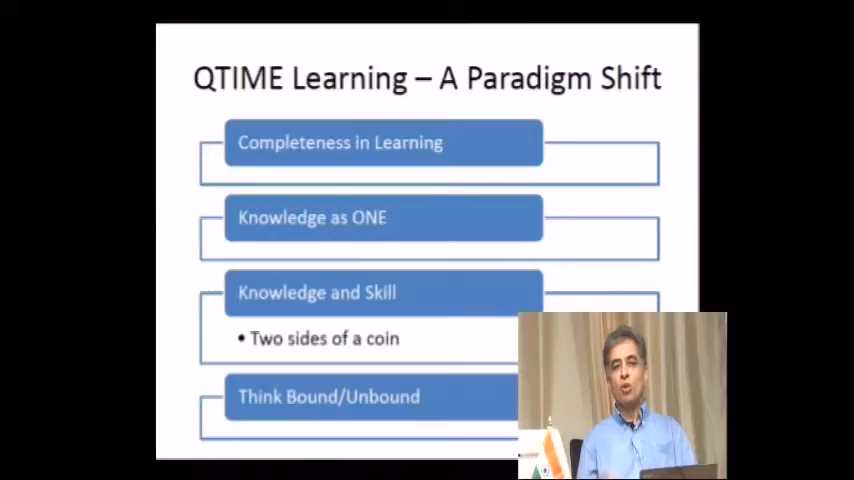 QTIME Learning – A Paradigm Shift
Completeness in Learning
Knowledge as ONE
Knowledge and Skill
• Two sides of a coin
Think Bound/Unbound